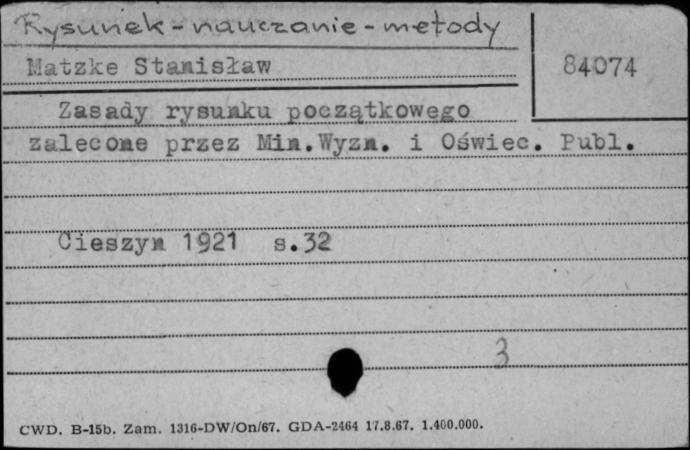 Rysunek - nauczanie - metody
Matzke Stanisław
84074
Zasady rysunku początkowego
zalecone przez Min.Wyzn. i Oświec. Publ.
Cieszyn 1921 s.32
3
CWD. B-15b. Zam. 1316-DW/On/67. GDA-2464 17.8.67. 1.400.000.